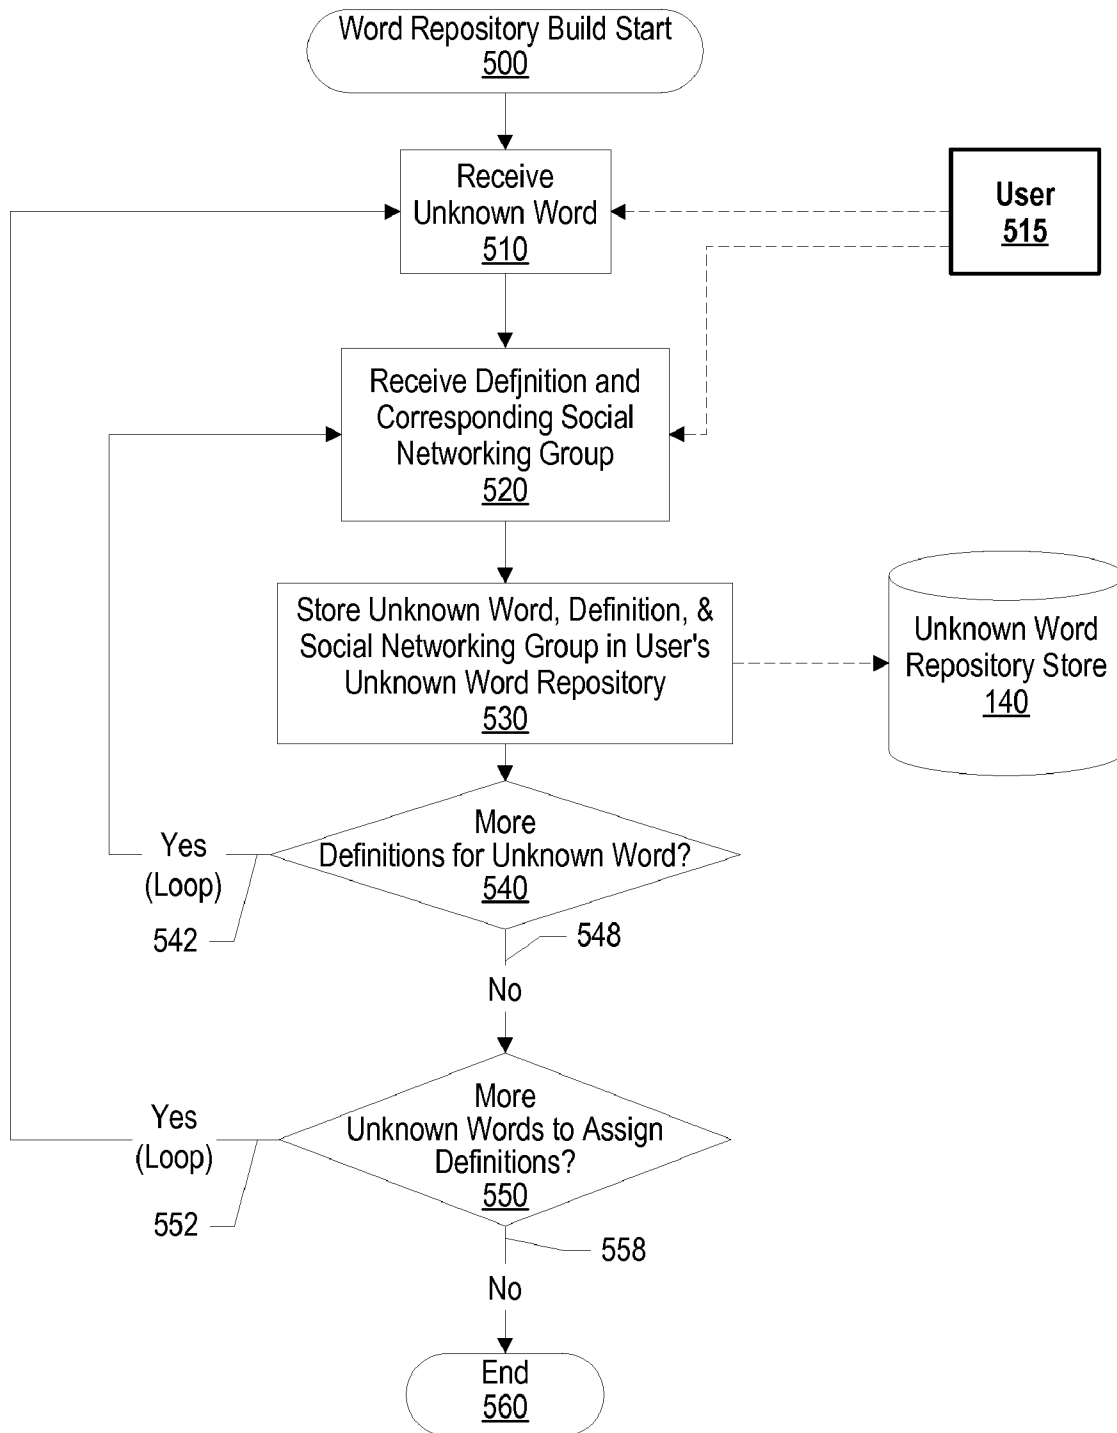 Word Repository Build Start
500
Receive
Unknown Word
510
User
515
Receive Defjnition and
Corresponding Social
Networking Group
520
Store Unknown Word, Definition, &
Social Networking Group in User's
Unknown Word Repository
530
Unknown Word
Repository Store
140
More
Definitions for Unknown Word?
540
Yes
(Loop)
542
548
No
More
Unknown Words to Assign
Definitions?
550
Yes
(Loop)
552
558
No
End
560